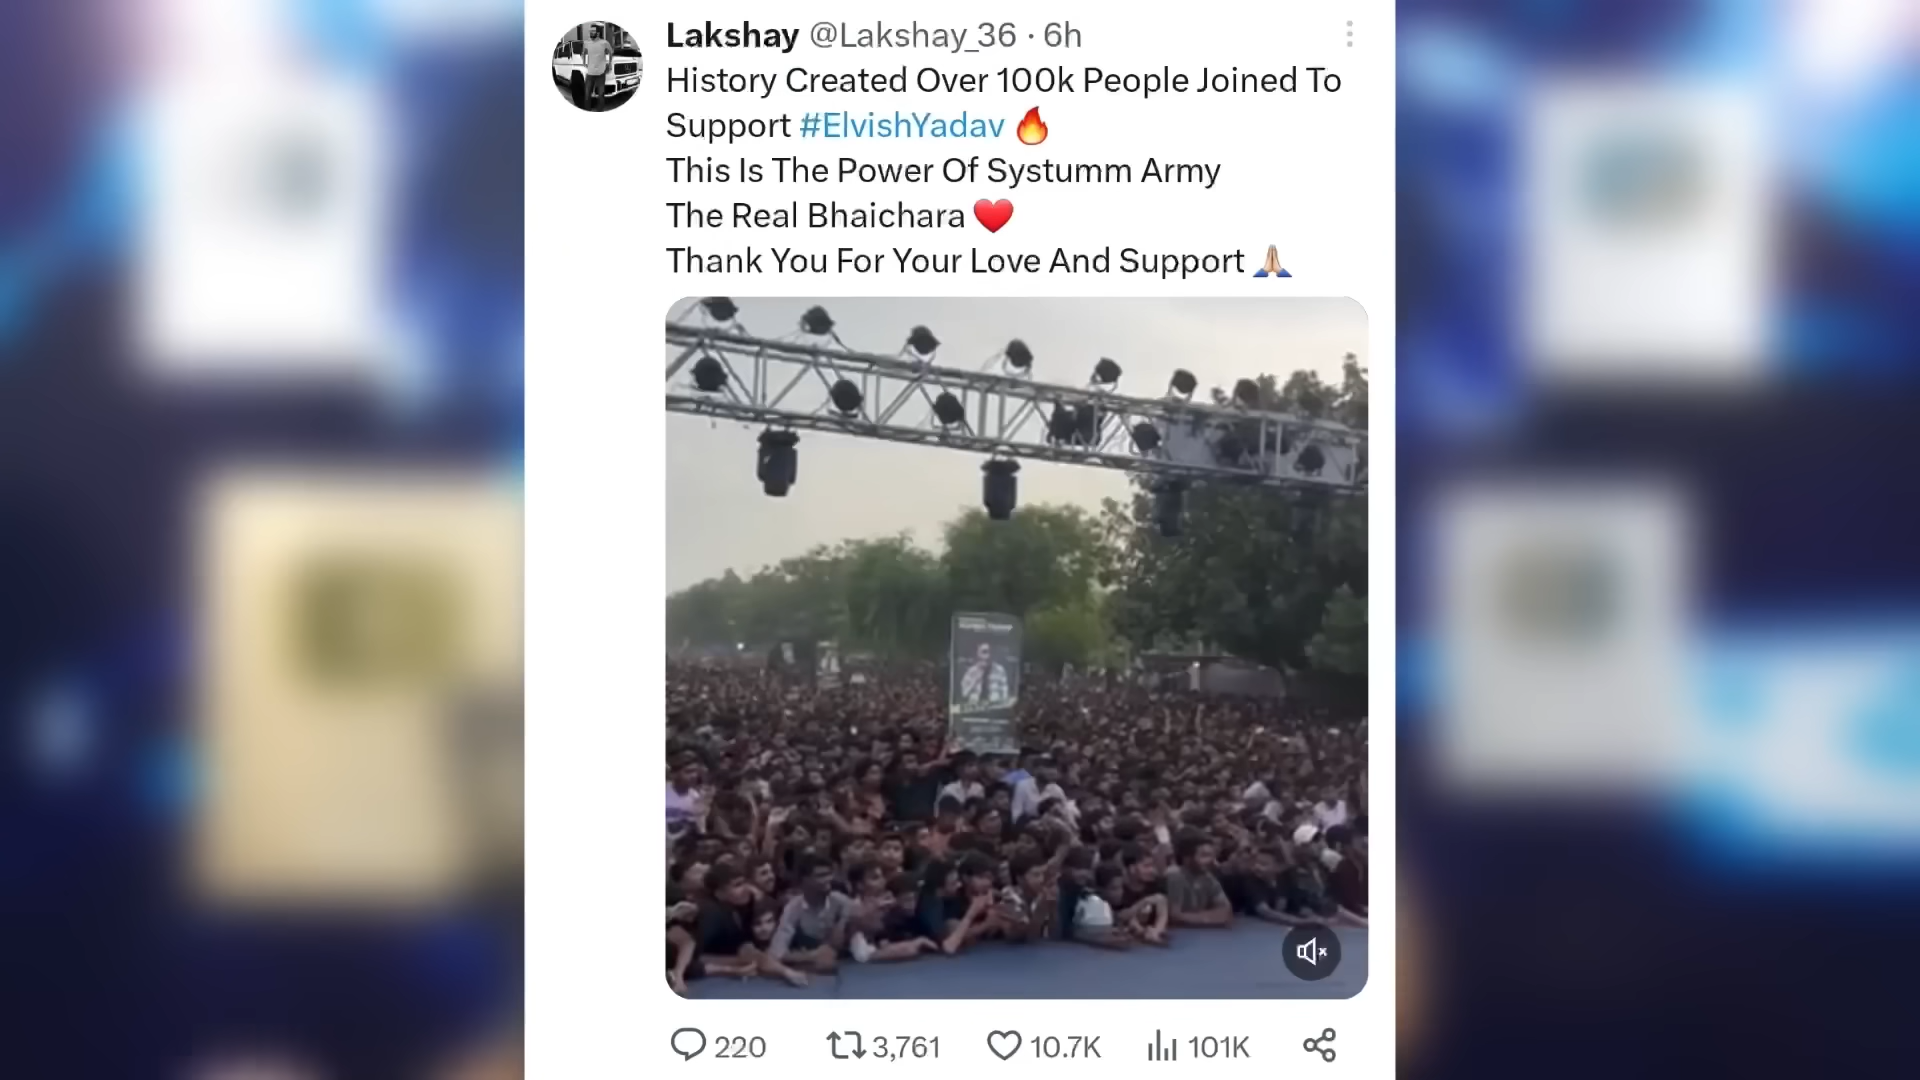 Lakshay @Lakshay_36 · 6h
History Created Over 100k People Joined To
Support #ElvishYadav 🔥
This Is The Power Of Systumm Army
The Real Bhaichara ❤️
Thank You For Your Love And Support 🙏🏼
220 3,761 10.7K 101K